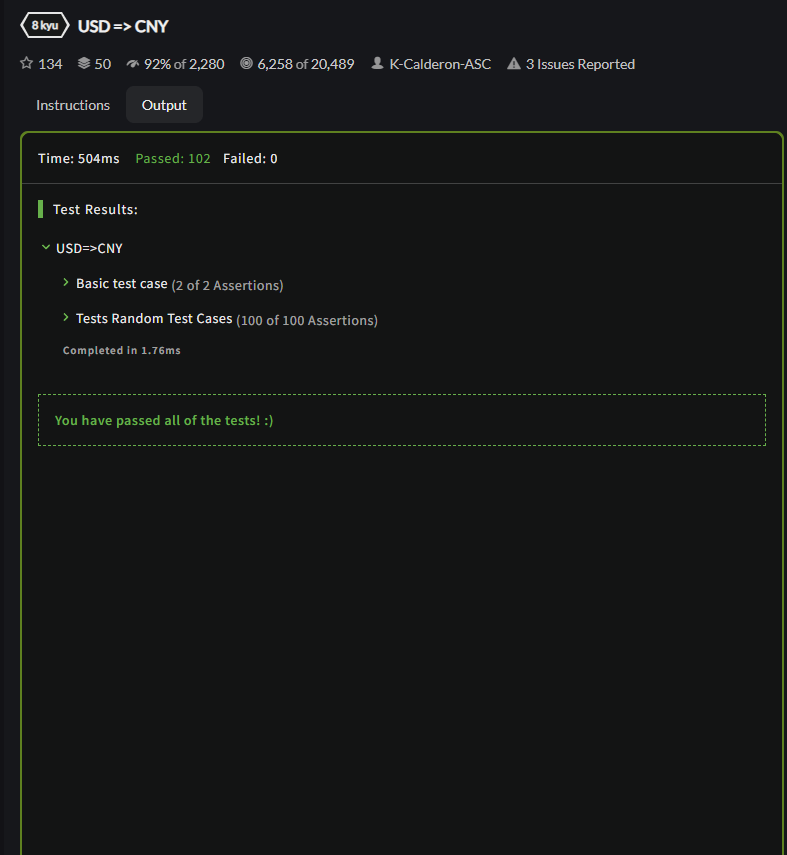 8 kyu USD => CNY
134 50 92% of 2,280 6,258 of 20,489 K-Calderon-ASC 3 Issues Reported
Instructions Output
Time: 504ms Passed: 102 Failed: 0
Test Results:
USD=>CNY
Basic test case (2 of 2 Assertions)
Tests Random Test Cases (100 of 100 Assertions)
Completed in 1.76ms
You have passed all of the tests! :)